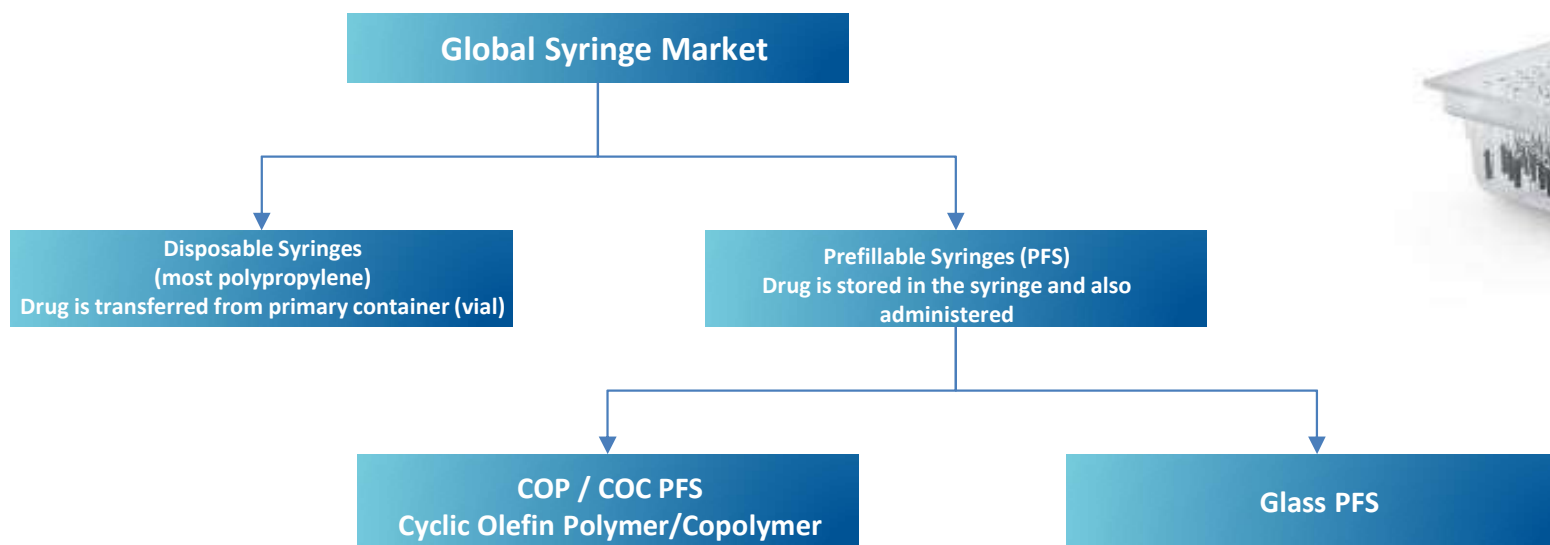 Global Syringe Market
Disposable Syringes
(most polypropylene)
Drug is transferred from primary container (vial)
Prefillable Syringes (PFS)
Drug is stored in the syringe and also
administered
COP / COC PFS
Cyclic Olefin Polymer/Copolymer
Glass PFS